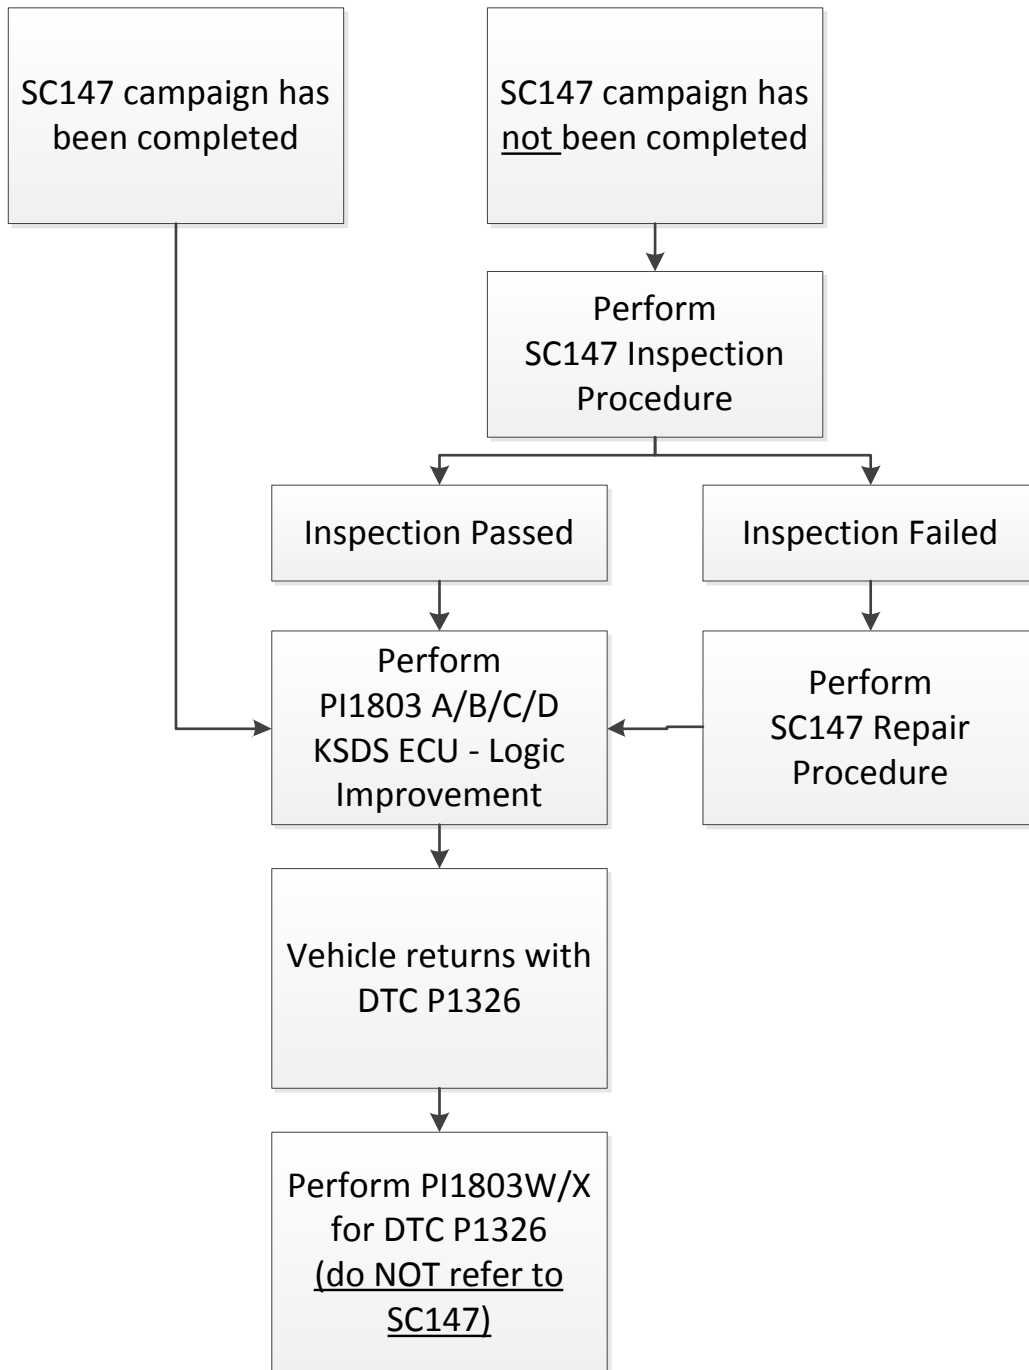 SC147 campaign has
been completed
SC147 campaign has
not been completed
Perform
SC147 Inspection
Procedure
Inspection Passed
Inspection Failed
Perform
PI1803 A/B/C/D
KSDS ECU - Logic
Improvement
Perform
SC147 Repair
Procedure
Vehicle returns with
DTC P1326
Perform PI1803W/X
for DTC P1326
(do NOT refer to
SC147)